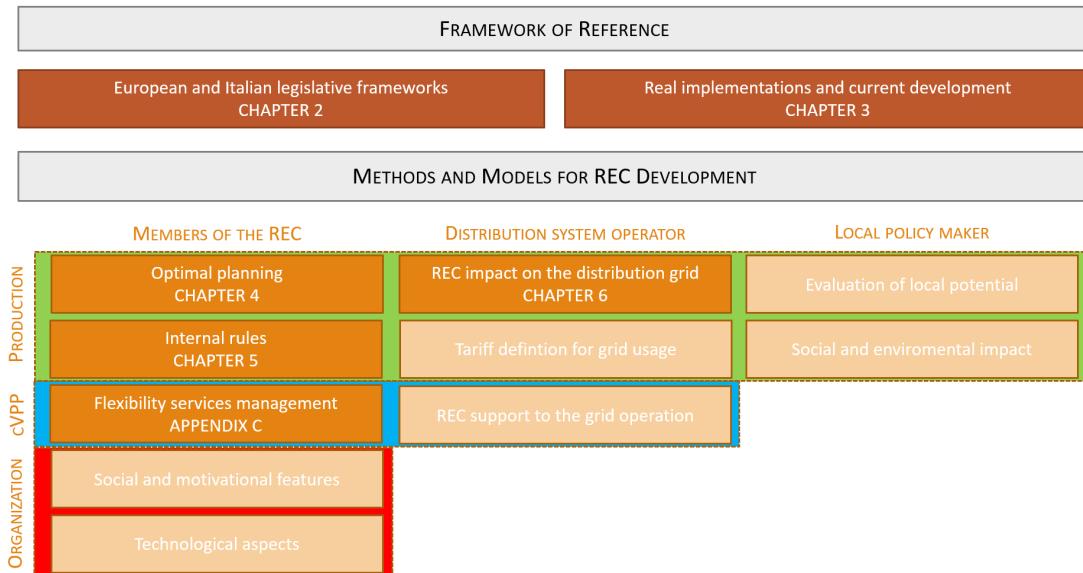 FRAMEWORK OF REFERENCE
European and Italian legislative frameworks
CHAPTER 2
Real implementations and current development
CHAPTER 3
METHODS AND MODELS FOR REC DEVELOPMENT
MEMBERS OF THE REC
DISTRIBUTION SYSTEM OPERATOR
LOCAL POLICY MAKER
PRODUCTION
Optimal planning
CHAPTER 4
REC impact on the distribution grid
CHAPTER 6
Evaluation of local potential
Internal rules
CHAPTER 5
Tariff defintion for grid usage
Social and enviromental impact
cVPP
Flexibility services management
APPENDIX C
REC support to the grid operation
ORGANIZATION
Social and motivational features
Technological aspects